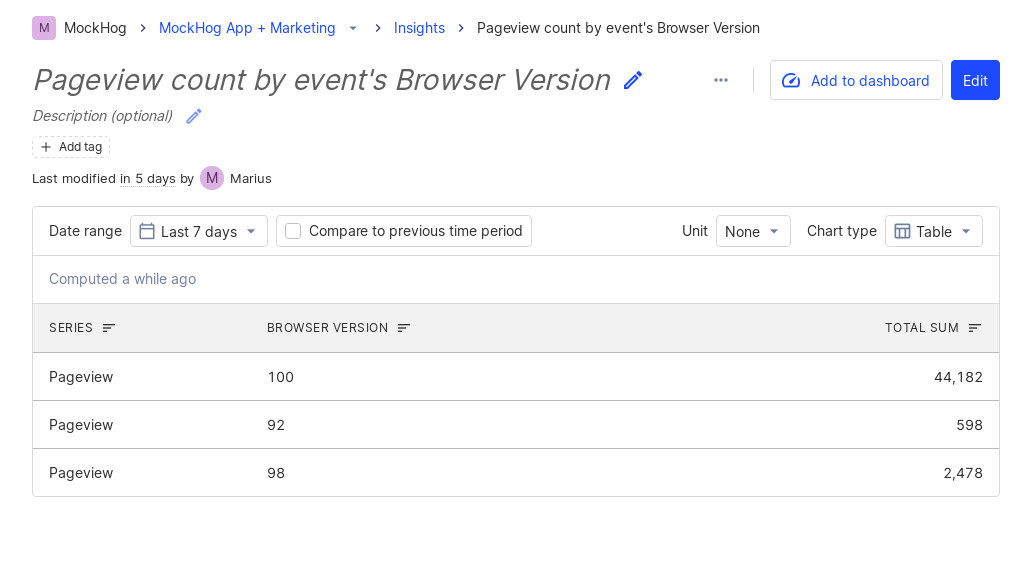 M MockHog MockHog App + Marketing Insights Pageview count by event's Browser Version
Pageview count by event's Browser Version Add to dashboard Edit
Description (optional)
Add tag
Last modified in 5 days by M Marius
Date range Last 7 days Compare to previous time period Unit None Chart type Table
Computed a while ago
SERIES BROWSER VERSION TOTAL SUM
Pageview 100 44,182
Pageview 92 598
Pageview 98 2,478